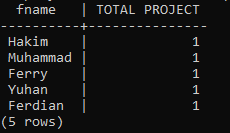 fname | TOTAL PROJECT
----------+---------------
Hakim | 1
Muhammad | 1
Ferry | 1
Yuhan | 1
Ferdian | 1
(5 rows)